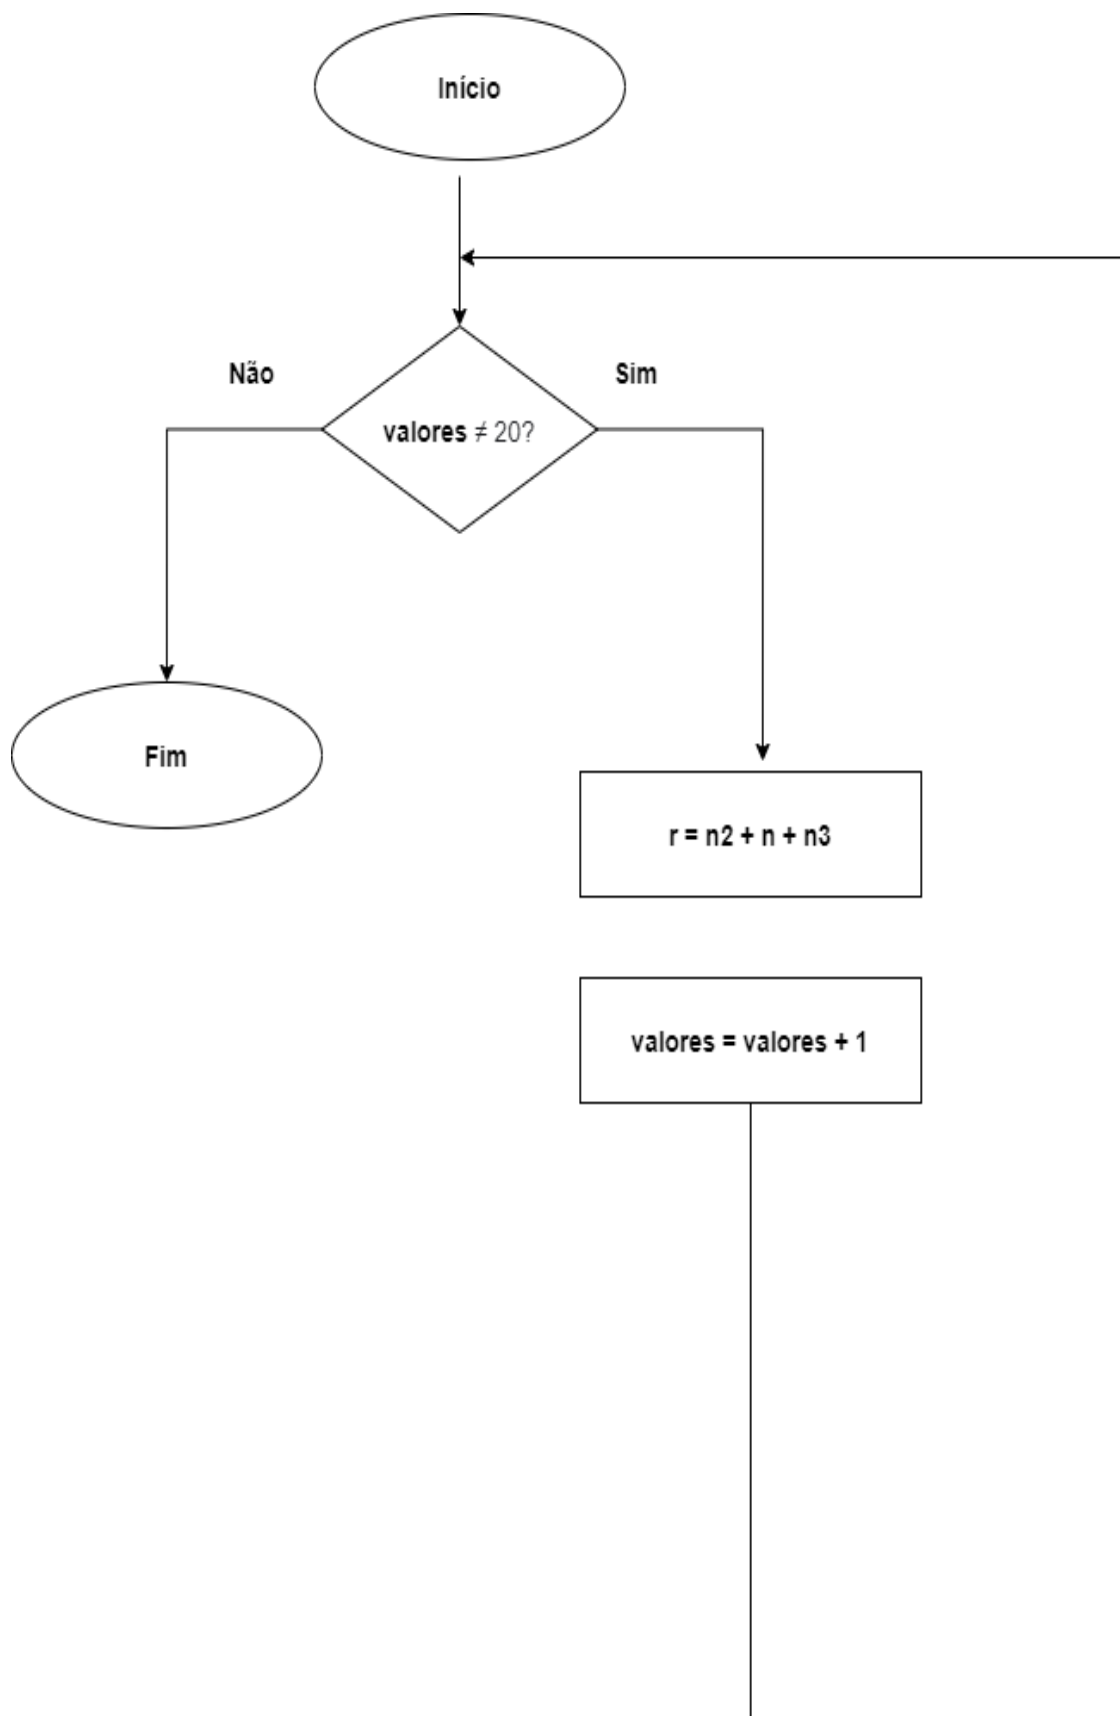 Início
Não
Sim
valores ≠ 20?
Fim
r = n2 + n + n3
valores = valores + 1